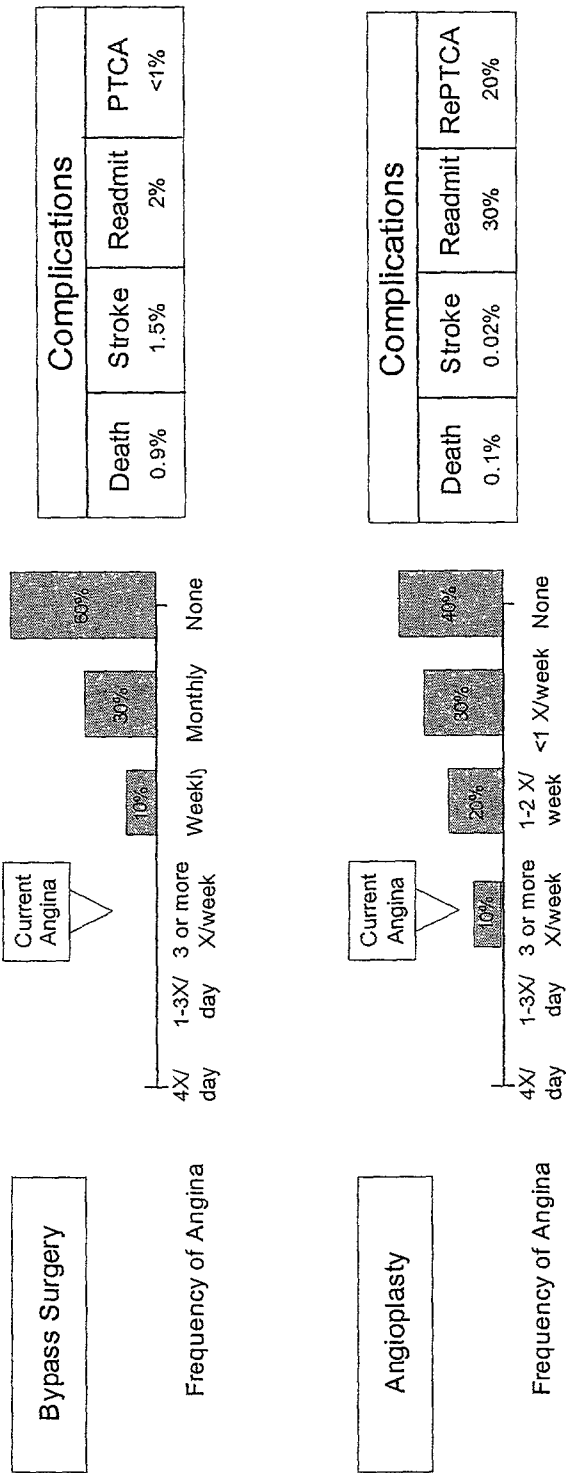 Bypass Surgery
Current
Angina
10%
30%
60%
4X/
day
1-3X/
day
3 or more
X/week
Weekly
Monthly
None
Frequency of Angina
Complications
Death Stroke Readmit PTCA
0.9% 1.5% 2% <1%
Angioplasty
Current
Angina
10%
20%
30%
40%
4X/
day
1-3X/
day
3 or more
X/week
1-2 X/
week
<1 X/week
None
Frequency of Angina
Complications
Death Stroke Readmit RePTCA
0.1% 0.02% 30% 20%